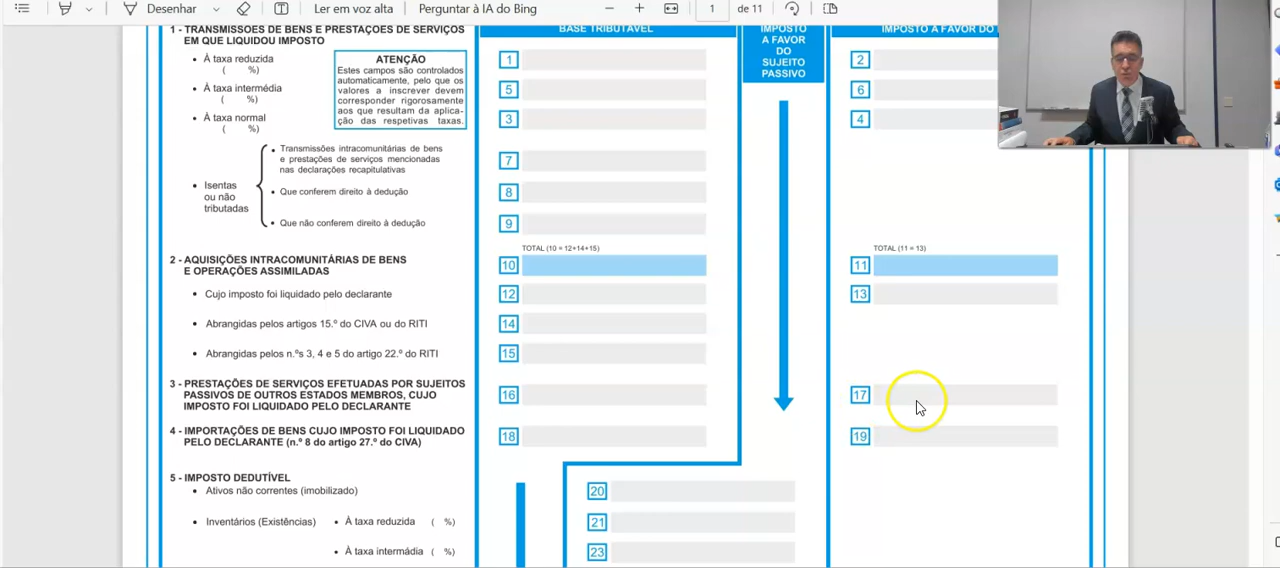 Desenhar
Ler em voz alta
Perguntar à IA do Bing
1
de 11
1 - TRANSMISSÕES DE BENS E PRESTAÇÕES DE SERVIÇOS
EM QUE LIQUIDOU IMPOSTO
BASE TRIBUTÁVEL
IMPOSTO
A FAVOR
DO
SUJEITO
PASSIVO
IMPOSTO A FAVOR DO
• À taxa reduzida
( %)
• À taxa intermédia
( %)
• À taxa normal
( %)
ATENÇÃO
Estes campos são controlados
automaticamente, pelo que os
valores a inscrever devem
corresponder rigorosamente
aos que resultam da aplica-
ção das respetivas taxas.
1
2
5
6
3
4
• Isentas
ou não
tributadas
• Transmissões intracomunitárias de bens
e prestações de serviços mencionadas
nas declarações recapitulativas
7
• Que conferem direito à dedução
8
• Que não conferem direito à dedução
9
TOTAL (10 = 12+14+15)
TOTAL (11 = 13)
2 - AQUISIÇÕES INTRACOMUNITÁRIAS DE BENS
E OPERAÇÕES ASSIMILADAS
10
11
• Cujo imposto foi liquidado pelo declarante
12
13
• Abrangidas pelos artigos 15.º do CIVA ou do RITI
14
• Abrangidas pelos n.ºs 3, 4 e 5 do artigo 22.º do RITI
15
3 - PRESTAÇÕES DE SERVIÇOS EFETUADAS POR SUJEITOS
PASSIVOS DE OUTROS ESTADOS MEMBROS, CUJO
IMPOSTO FOI LIQUIDADO PELO DECLARANTE
16
17
4 - IMPORTAÇÕES DE BENS CUJO IMPOSTO FOI LIQUIDADO
PELO DECLARANTE (n.º 8 do artigo 27.º do CIVA)
18
19
5 - IMPOSTO DEDUTÍVEL
• Ativos não correntes (imobilizado)
20
• Inventários (Existências)
• À taxa reduzida ( %)
21
• À taxa intermádia ( %)
23